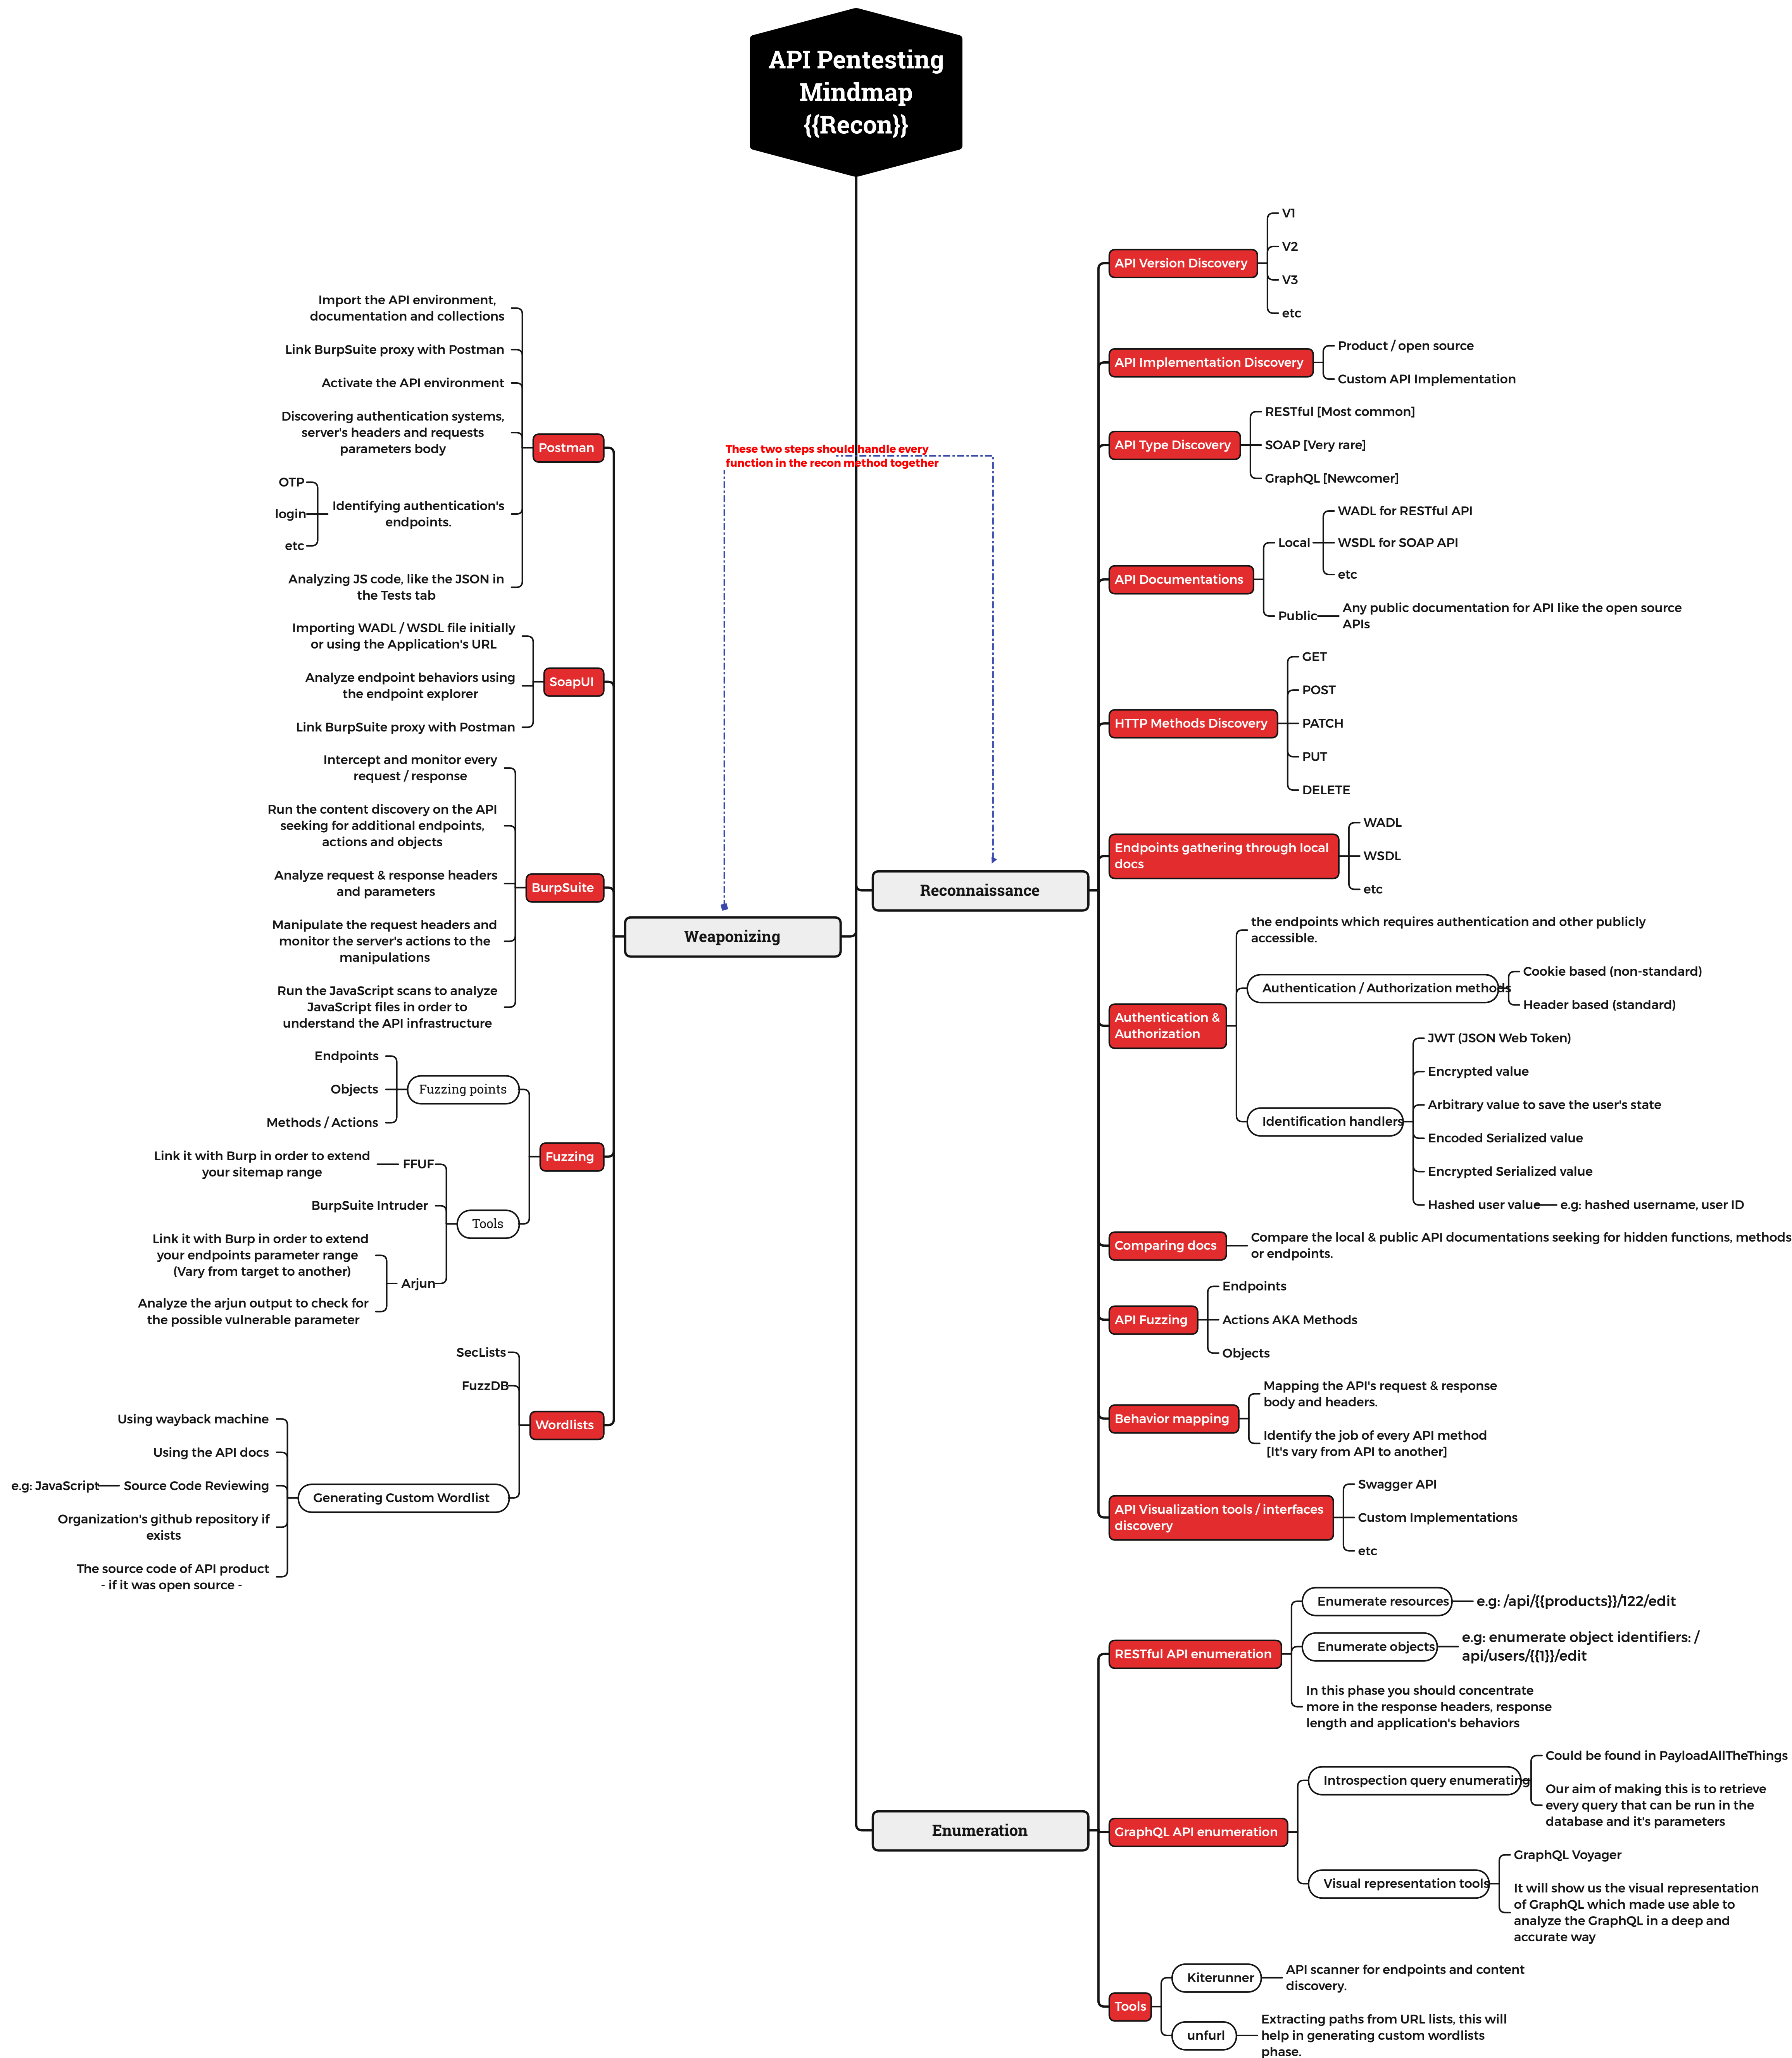 API Pentesting
Mindmap
{{Recon}}
These two steps should handle every
function in the recon method together
Reconnaissance
API Version Discovery
V1
V2
V3
etc
API Implementation Discovery
Product / open source
Custom API Implementation
API Type Discovery
RESTful [Most common]
SOAP [Very rare]
GraphQL [Newcomer]
API Documentations
Local
WADL for RESTful API
WSDL for SOAP API
etc
Public
Any public documentation for API like the open source
APIs
HTTP Methods Discovery
GET
POST
PATCH
PUT
DELETE
Endpoints gathering through local
docs
WADL
WSDL
etc
Authentication &
Authorization
the endpoints which requires authentication and other publicly
accessible.
Authentication / Authorization methods
Cookie based (non-standard)
Header based (standard)
Identification handlers
JWT (JSON Web Token)
Encrypted value
Arbitrary value to save the user's state
Encoded Serialized value
Encrypted Serialized value
Hashed user value
e.g: hashed username, user ID
Comparing docs
Compare the local & public API documentations seeking for hidden functions, methods
or endpoints.
API Fuzzing
Endpoints
Actions AKA Methods
Objects
Behavior mapping
Mapping the API's request & response
body and headers.
Identify the job of every API method
[It's vary from API to another]
API Visualization tools / interfaces
discovery
Swagger API
Custom Implementations
etc
Weaponizing
Postman
Import the API environment,
documentation and collections
Link BurpSuite proxy with Postman
Activate the API environment
Discovering authentication systems,
server's headers and requests
parameters body
Identifying authentication's
endpoints.
OTP
login
etc
Analyzing JS code, like the JSON in
the Tests tab
SoapUI
Importing WADL / WSDL file initially
or using the Application's URL
Analyze endpoint behaviors using
the endpoint explorer
Link BurpSuite proxy with Postman
BurpSuite
Intercept and monitor every
request / response
Run the content discovery on the API
seeking for additional endpoints,
actions and objects
Analyze request & response headers
and parameters
Manipulate the request headers and
monitor the server's actions to the
manipulations
Run the JavaScript scans to analyze
JavaScript files in order to
understand the API infrastructure
Fuzzing
Fuzzing points
Endpoints
Objects
Methods / Actions
Tools
FFUF
Link it with Burp in order to extend
your sitemap range
BurpSuite Intruder
Arjun
Link it with Burp in order to extend
your endpoints parameter range
(Vary from target to another)
Analyze the arjun output to check for
the possible vulnerable parameter
Wordlists
SecLists
FuzzDB
Generating Custom Wordlist
Using wayback machine
Using the API docs
Source Code Reviewing
e.g: JavaScript
Organization's github repository if
exists
The source code of API product
- if it was open source -
Enumeration
RESTful API enumeration
Enumerate resources
e.g: /api/{{products}}/122/edit
Enumerate objects
e.g: enumerate object identifiers: /
api/users/{{1}}/edit
In this phase you should concentrate
more in the response headers, response
length and application's behaviors
GraphQL API enumeration
Introspection query enumerating
Could be found in PayloadAllTheThings
Our aim of making this is to retrieve
every query that can be run in the
database and it's parameters
Visual representation tools
GraphQL Voyager
It will show us the visual representation
of GraphQL which made use able to
analyze the GraphQL in a deep and
accurate way
Tools
Kiterunner
API scanner for endpoints and content
discovery.
unfurl
Extracting paths from URL lists, this will
help in generating custom wordlists
phase.